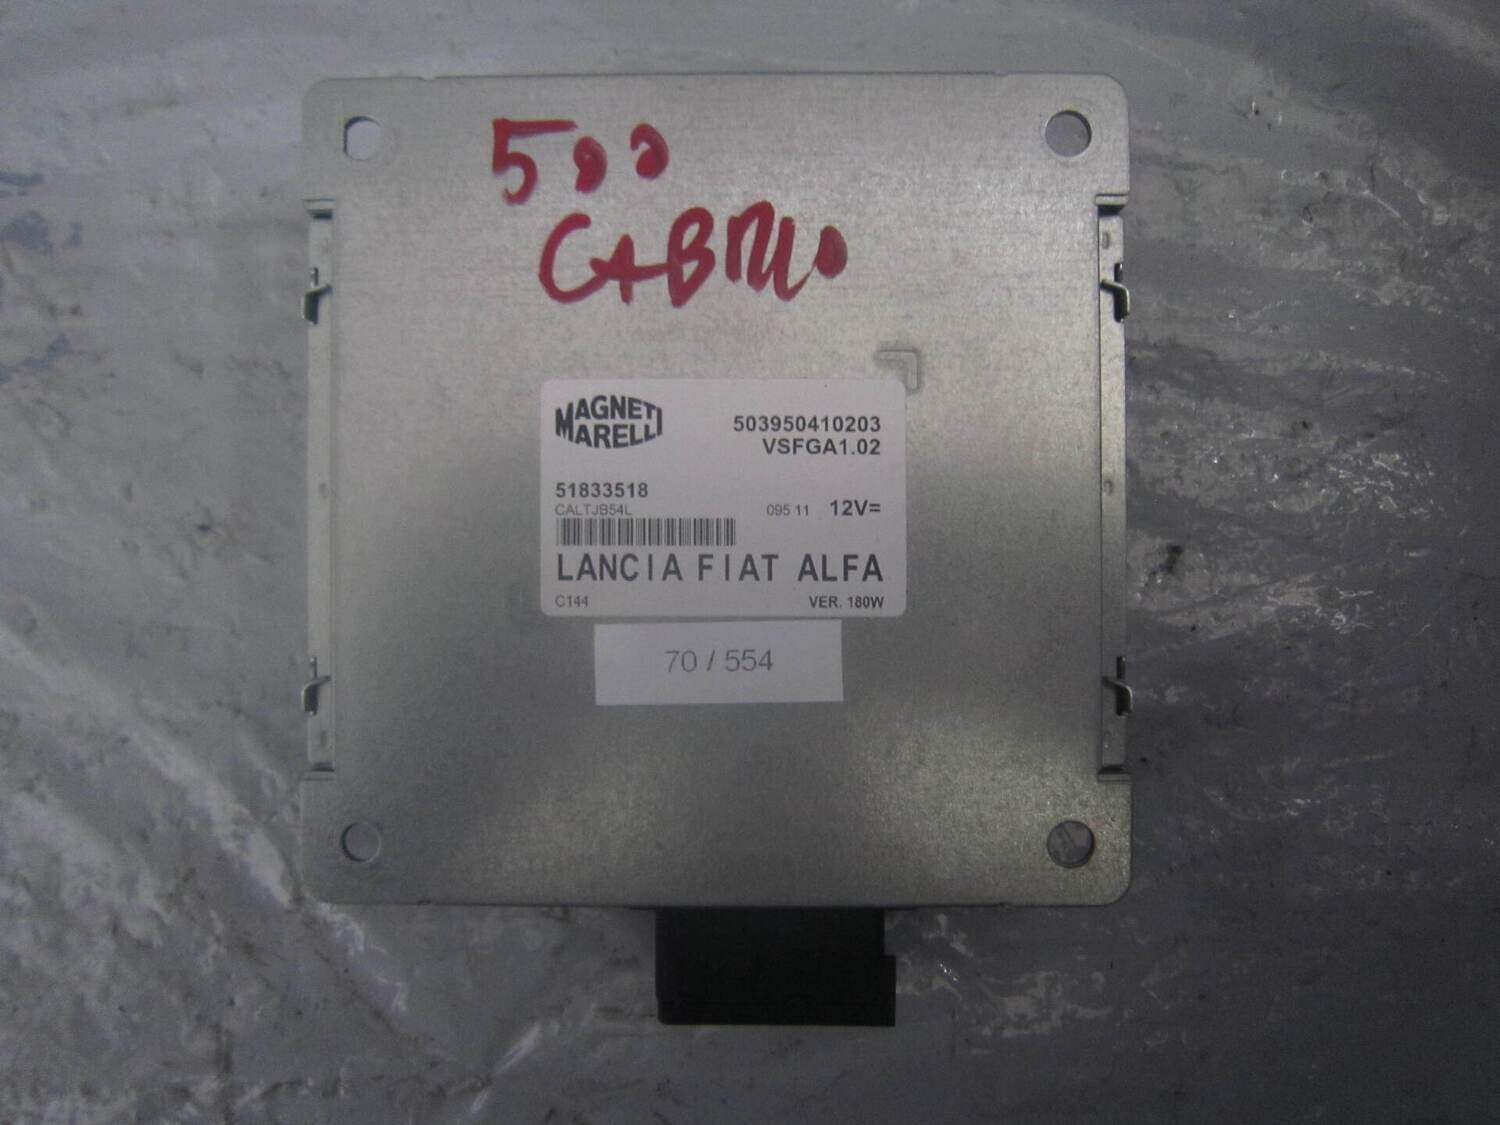 500
CABRIO
MAGNETI
MARELLI
503950410203
VSFGA1.02
51833518
CALTJB54L
095 11 12V=
LANCIA FIAT ALFA
C144 VER. 180W
70 / 554